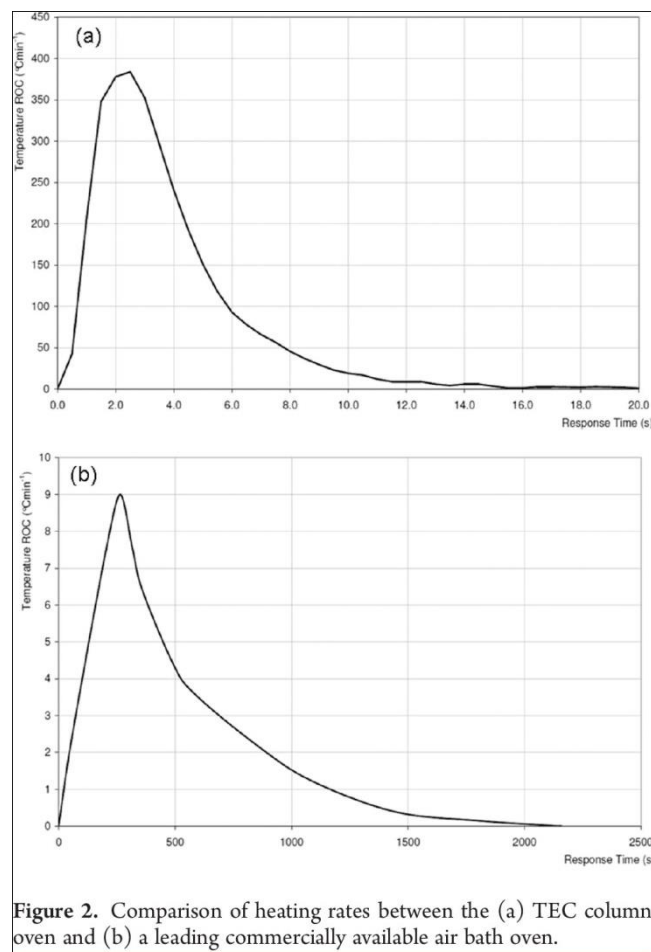 (a)
Temperature ROC (°Cmin⁻¹)
450
400
350
300
250
200
150
100
50
0
0.0 2.0 4.0 6.0 8.0 10.0 12.0 14.0 16.0 18.0 20.0
Response Time (s)
(b)
Temperature ROC (°Cmin⁻¹)
10
9
8
7
6
5
4
3
2
1
0
0 500 1000 1500 2000 2500
Response Time (s)
Figure 2. Comparison of heating rates between the (a) TEC column
oven and (b) a leading commercially available air bath oven.